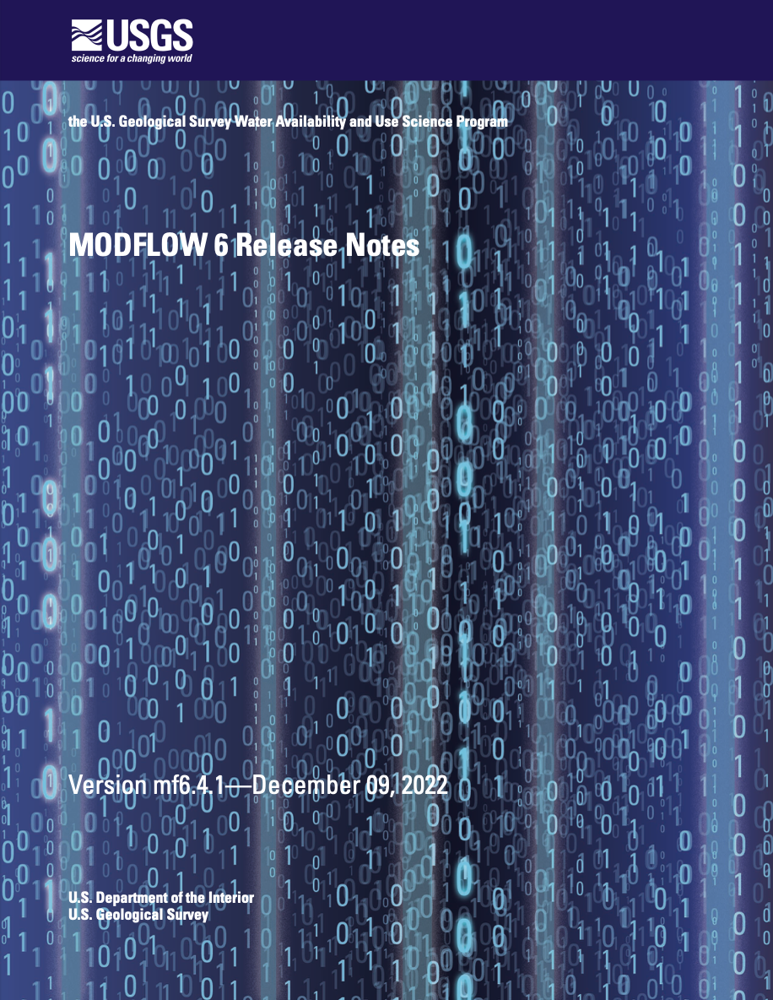 USGS
science for a changing world
the U.S. Geological Survey Water Availability and Use Science Program
MODFLOW 6 Release Notes
Version mf6.4.1—December 09, 2022
U.S. Department of the Interior
U.S. Geological Survey